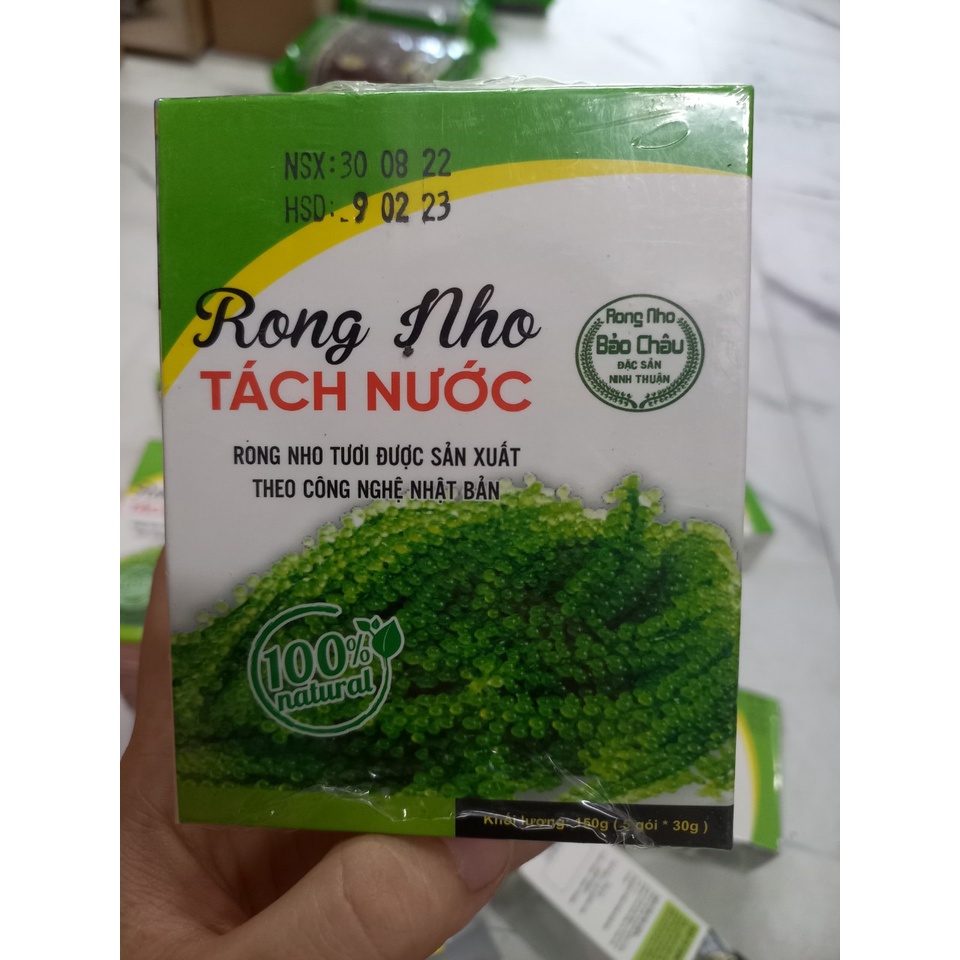 NSX: 30 08 22
HSD: 9 02 23
Rong Nho
TÁCH NƯỚC
Rong Nho
Bảo Châu
ĐẶC SẢN
NINH THUẬN
RONG NHO TƯƠI ĐƯỢC SẢN XUẤT
THEO CÔNG NGHỆ NHẬT BẢN
100%
natural
Khối lượng: 150g ( 5 gói * 30g )